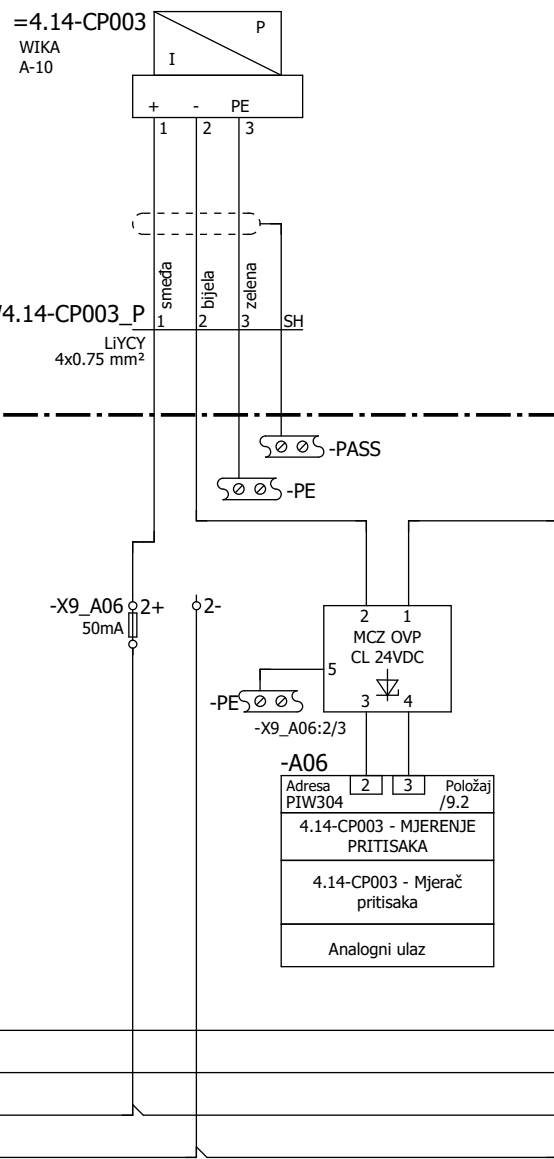 =4.14-CP003
WIKA
A-10
P
I
+ - PE
1 2 3
smeđa
bijela
zelena
4.14-CP003_P
1 2 3 SH
LiYCY
4x0.75 mm²
-PASS
-PE
-X9_A06 2+ 2-
50mA
2 1
MCZ OVP
CL 24VDC
5
3 4
-PE
-X9_A06:2/3
-A06
Adresa 2 3 Položaj
PIW304 /9.2
4.14-CP003 - MJERENJE
PRITISAKA
4.14-CP003 - Mjerač
pritisaka
Analogni ulaz